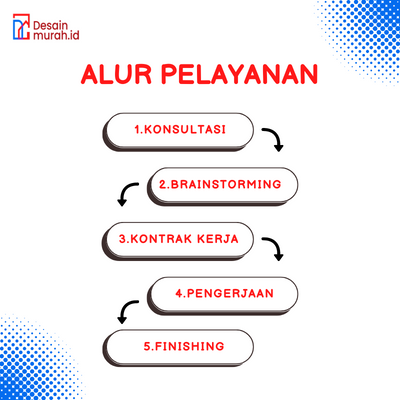 Desain
murah.id
ALUR PELAYANAN
1.KONSULTASI
2.BRAINSTORMING
3.KONTRAK KERJA
4.PENGERJAAN
5.FINISHING